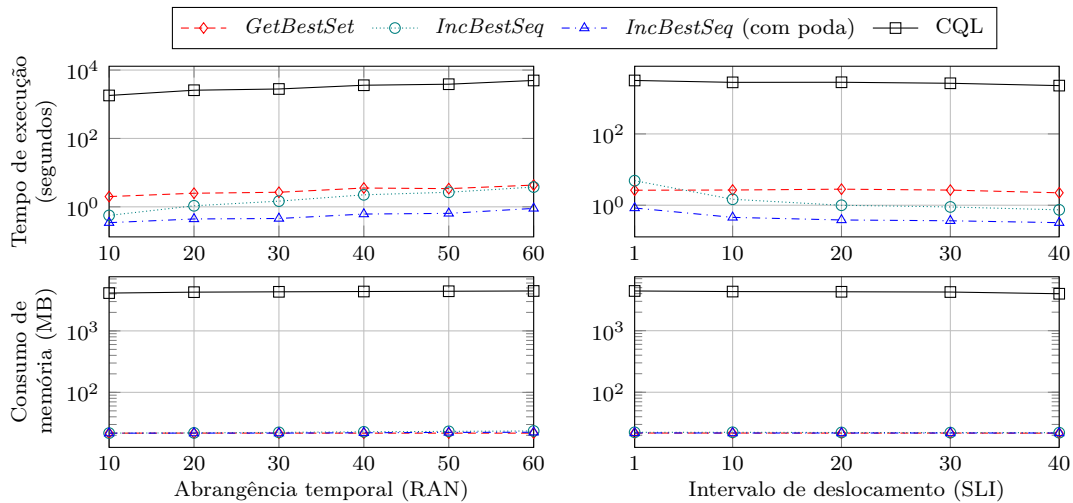 GetBestSet IncBestSeq IncBestSeq (com poda) CQL
Tempo de execução
(segundos)
10^4
10^2
10^0
10 20 30 40 50 60
10^2
10^0
1 10 20 30 40
Consumo de
memória (MB)
10^3
10^2
10 20 30 40 50 60
Abrangência temporal (RAN)
10^3
10^2
1 10 20 30 40
Intervalo de deslocamento (SLI)